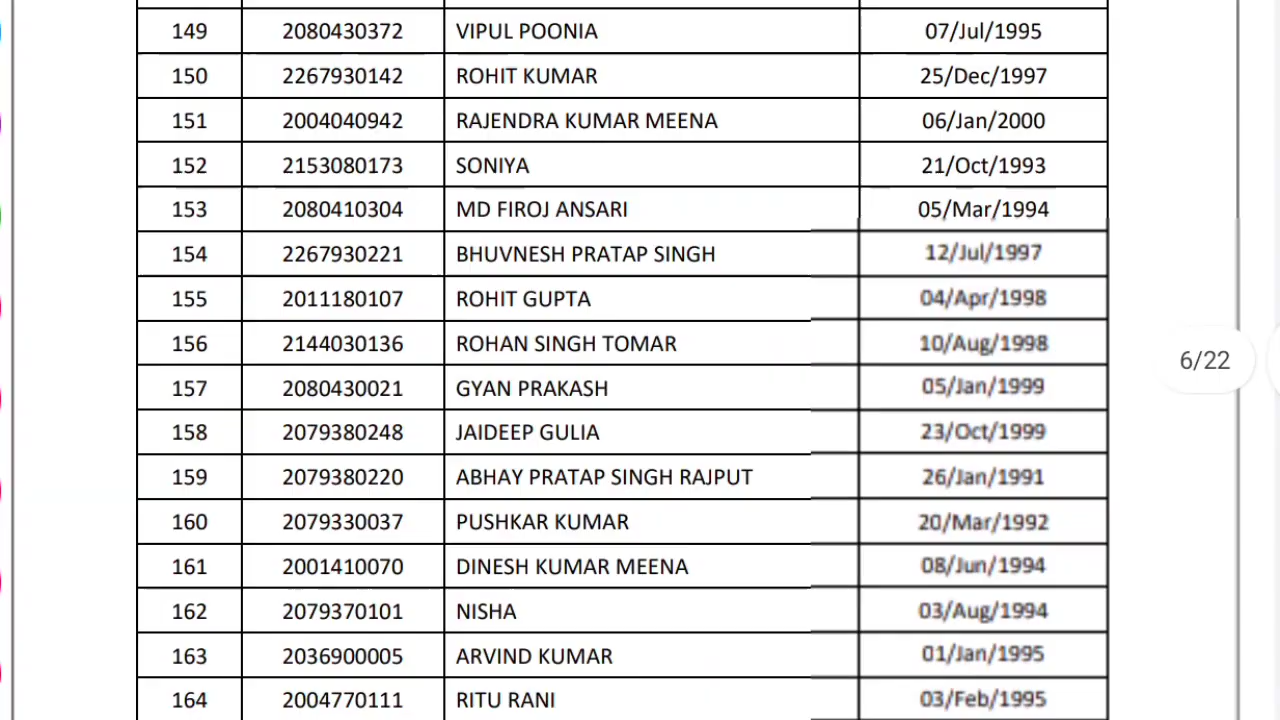 149 2080430372 VIPUL POONIA 07/Jul/1995
150 2267930142 ROHIT KUMAR 25/Dec/1997
151 2004040942 RAJENDRA KUMAR MEENA 06/Jan/2000
152 2153080173 SONIYA 21/Oct/1993
153 2080410304 MD FIROJ ANSARI 05/Mar/1994
154 2267930221 BHUVNESH PRATAP SINGH 12/Jul/1997
155 2011180107 ROHIT GUPTA 04/Apr/1998
156 2144030136 ROHAN SINGH TOMAR 10/Aug/1998
6/22
157 2080430021 GYAN PRAKASH 05/Jan/1999
158 2079380248 JAIDEEP GULIA 23/Oct/1999
159 2079380220 ABHAY PRATAP SINGH RAJPUT 26/Jan/1991
160 2079330037 PUSHKAR KUMAR 20/Mar/1992
161 2001410070 DINESH KUMAR MEENA 08/Jun/1994
162 2079370101 NISHA 03/Aug/1994
163 2036900005 ARVIND KUMAR 01/Jan/1995
164 2004770111 RITU RANI 03/Feb/1995